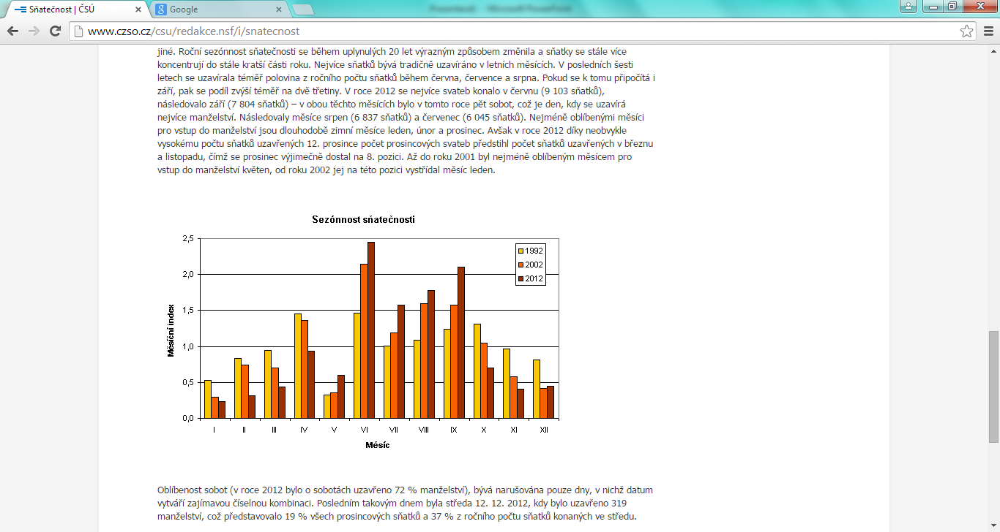 Sňatečnost | ČSÚ
Google
www.czso.cz/csu/redakce.nsf/i/snatecnost
jiné. Roční sezónnost sňatečnosti se během uplynulých 20 let výrazným způsobem změnila a sňatky se stále více
koncentrují do stále kratší části roku. Nejvíce sňatků bývá tradičně uzavíráno v letních měsících. V posledních šesti
letech se uzavírala téměř polovina z ročního počtu sňatků během června, července a srpna. Pokud se k tomu připočítá i
září, pak se podíl zvýší téměř na dvě třetiny. V roce 2012 se nejvíce svateb konalo v červnu (9 103 sňatků),
následovalo září (7 804 sňatků) – v obou těchto měsících bylo v tomto roce pět sobot, což je den, kdy se uzavírá
nejvíce manželství. Následovaly měsíce srpen (6 837 sňatků) a červenec (6 045 sňatků). Nejméně oblíbenými měsíci
pro vstup do manželství jsou dlouhodobě zimní měsíce leden, únor a prosinec. Avšak v roce 2012 díky neobvykle
vysokému počtu sňatků uzavřených 12. prosince počet prosincových svateb předstihl počet sňatků uzavřených v březnu
a listopadu, čímž se prosinec výjimečně dostal na 8. pozici. Až do roku 2001 byl nejméně oblíbeným měsícem pro
vstup do manželství květen, od roku 2002 jej na této pozici vystřídal měsíc leden.
Sezónnost sňatečnosti
2,5
2,0
1,5
1,0
0,5
0,0
Měsíční index
1992
2002
2012
I II III IV V VI VII VIII IX X XI XII
Měsíc
Oblíbenost sobot (v roce 2012 bylo o sobotách uzavřeno 72 % manželství), bývá narušována pouze dny, v nichž datum
vytváří zajímavou číselnou kombinaci. Posledním takovým dnem byla středa 12. 12. 2012, kdy bylo uzavřeno 319
manželství, což představovalo 19 % všech prosincových sňatků a 37 % z ročního počtu sňatků konaných ve středu.